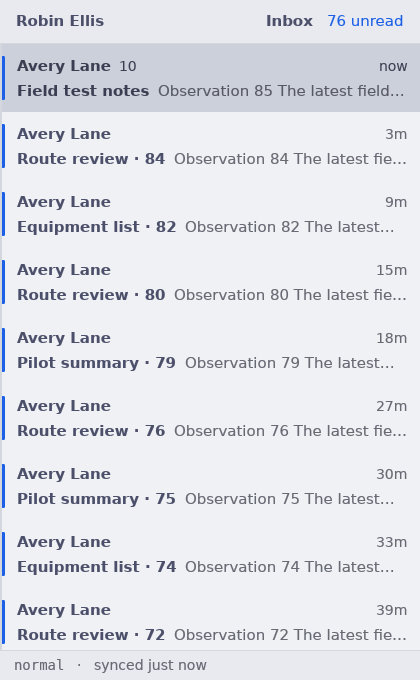 Robin Ellis Inbox 76 unread
Avery Lane 10 now
Field test notes Observation 85 The latest field…
Avery Lane 3m
Route review · 84 Observation 84 The latest fie…
Avery Lane 9m
Equipment list · 82 Observation 82 The latest…
Avery Lane 15m
Route review · 80 Observation 80 The latest fie…
Avery Lane 18m
Pilot summary · 79 Observation 79 The latest…
Avery Lane 27m
Route review · 76 Observation 76 The latest fie…
Avery Lane 30m
Pilot summary · 75 Observation 75 The latest…
Avery Lane 33m
Equipment list · 74 Observation 74 The latest…
Avery Lane 39m
Route review · 72 Observation 72 The latest fie…
normal · synced just now